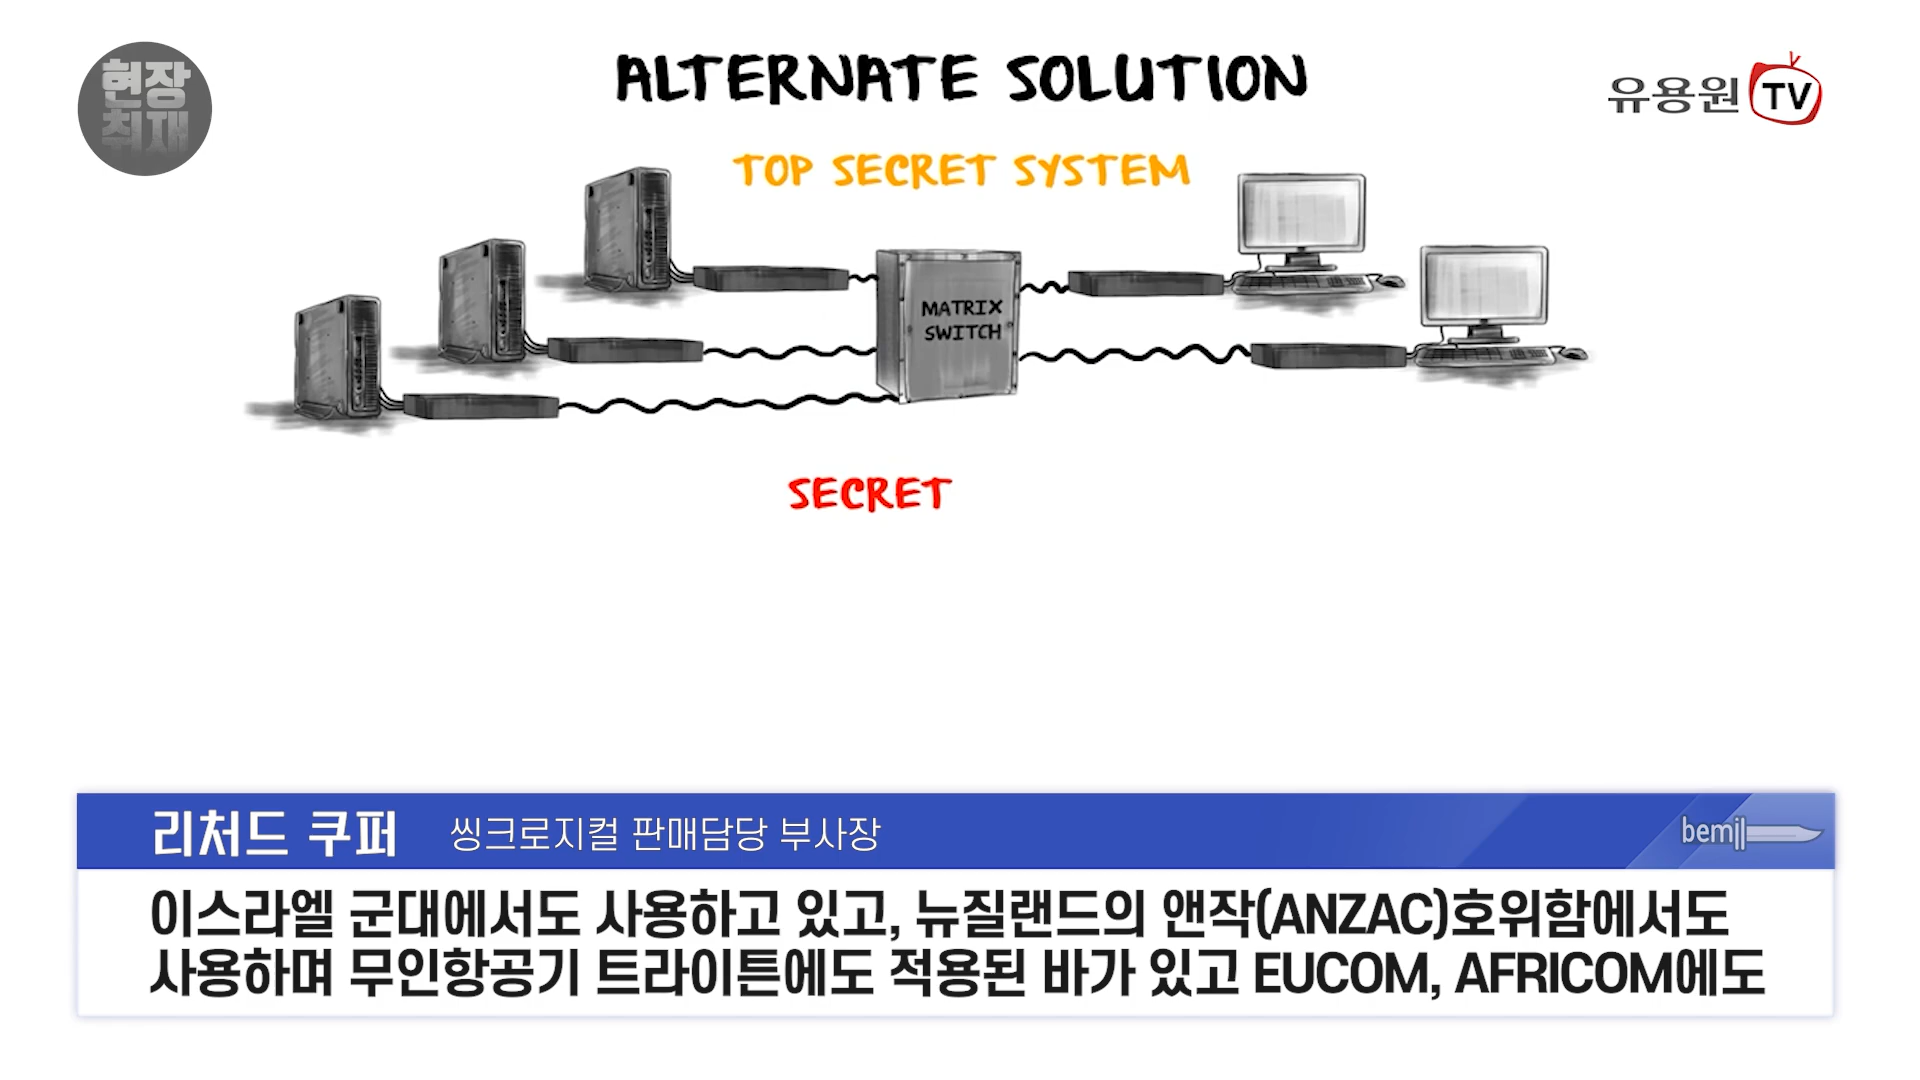 현장
취재
ALTERNATE SOLUTION
유용원 TV
TOP SECRET SYSTEM
MATRIX
SWITCH
SECRET
리처드 쿠퍼 씽크로지컬 판매담당 부사장
bemil
이스라엘 군대에서도 사용하고 있고, 뉴질랜드의 앤작(ANZAC)호위함에서도
사용하며 무인항공기 트라이튼에도 적용된 바가 있고 EUCOM, AFRICOM에도